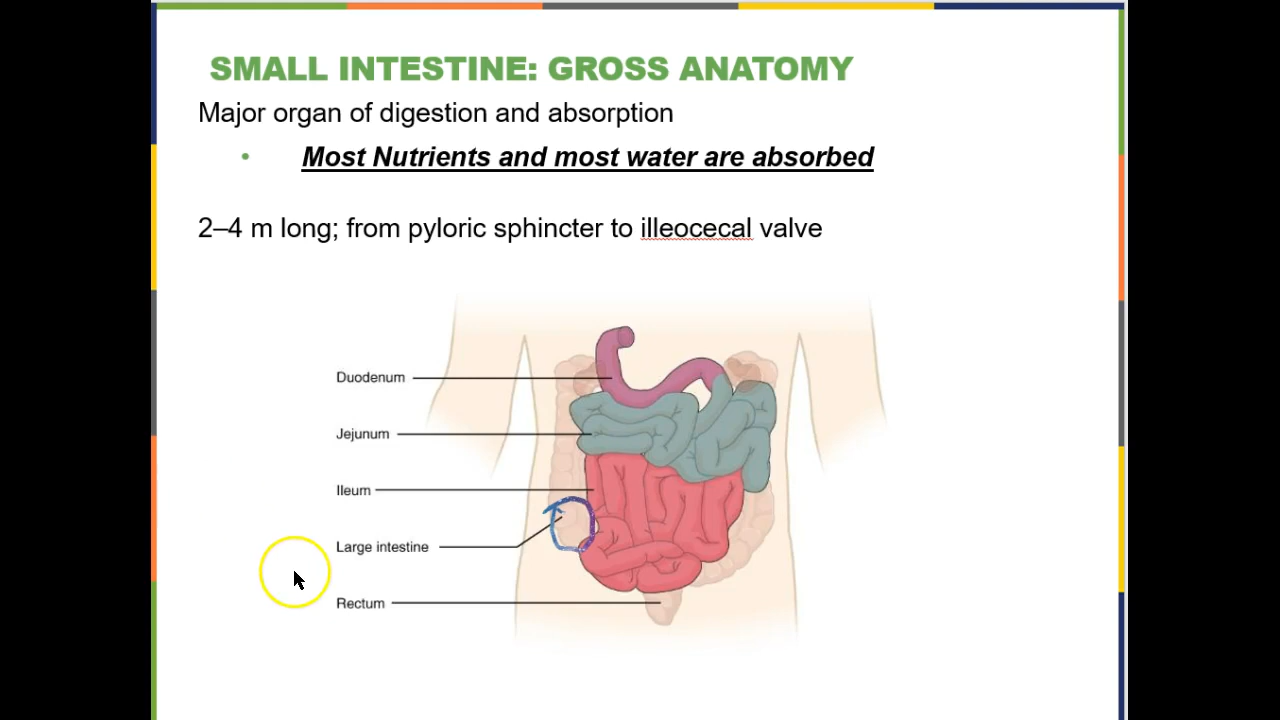 SMALL INTESTINE: GROSS ANATOMY
Major organ of digestion and absorption
• Most Nutrients and most water are absorbed
2–4 m long; from pyloric sphincter to illeocecal valve
Duodenum
Jejunum
Ileum
Large intestine
Rectum